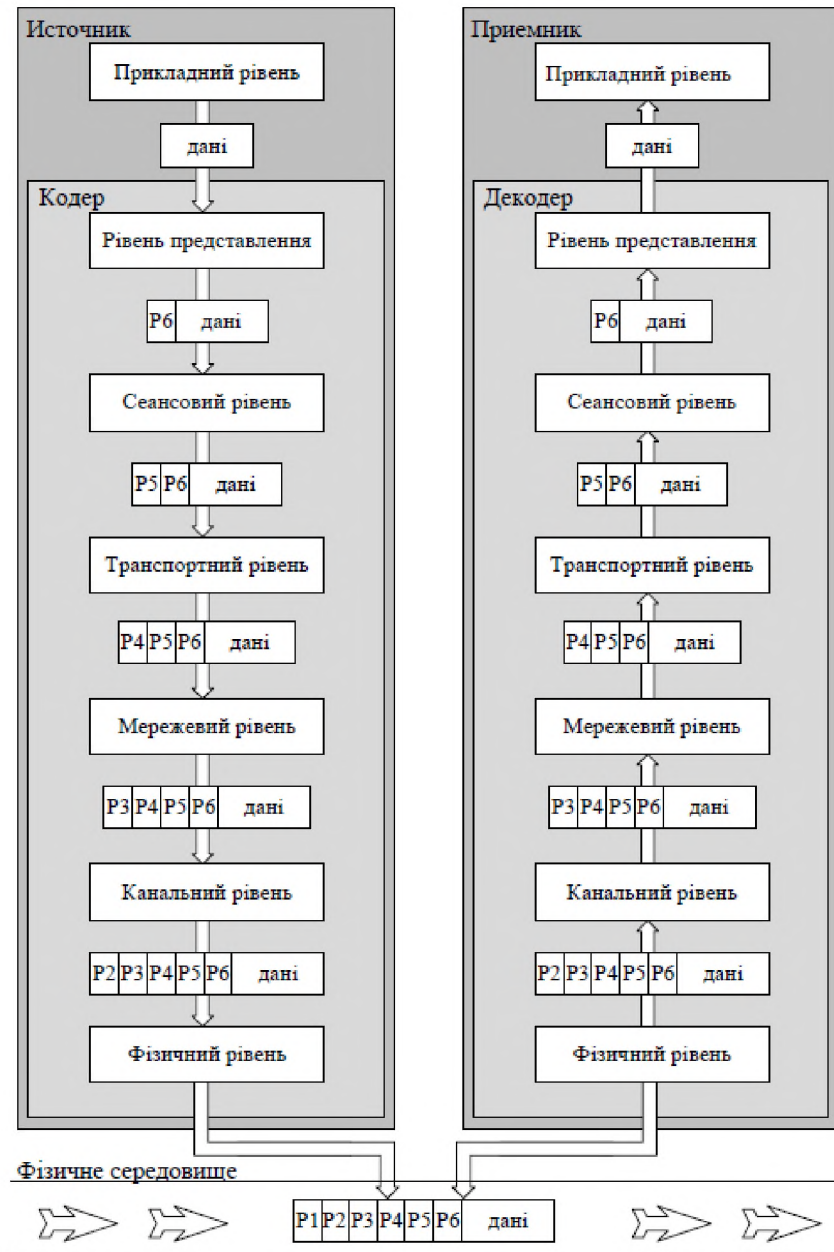 Источник
Прикладний рівень
дані
Кодер
Рівень представлення
P6 дані
Сеансовий рівень
P5 P6 дані
Транспортний рівень
P4 P5 P6 дані
Мережевий рівень
P3 P4 P5 P6 дані
Канальний рівень
P2 P3 P4 P5 P6 дані
Фізичний рівень
Приемник
Прикладний рівень
дані
Декодер
Рівень представлення
P6 дані
Сеансовий рівень
P5 P6 дані
Транспортний рівень
P4 P5 P6 дані
Мережевий рівень
P3 P4 P5 P6 дані
Канальний рівень
P2 P3 P4 P5 P6 дані
Фізичний рівень
Фізичне середовище
P1 P2 P3 P4 P5 P6 дані